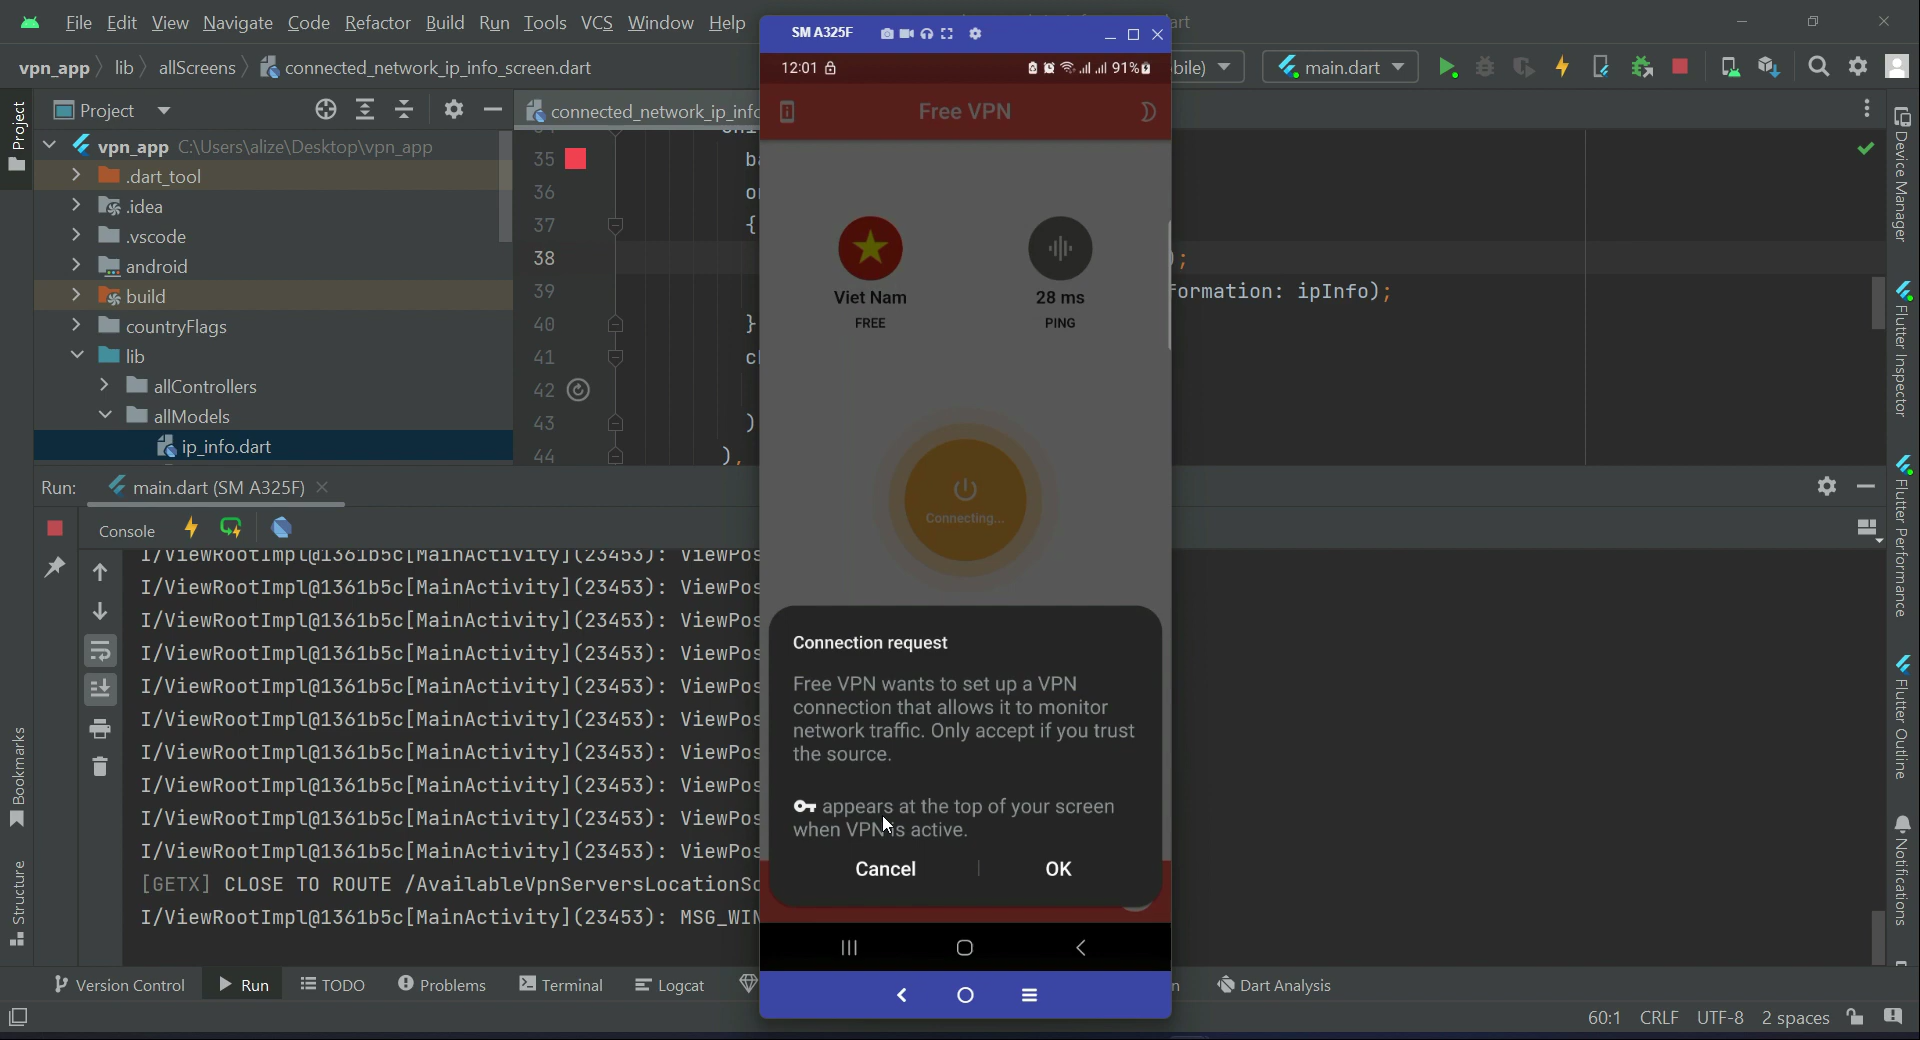 File Edit View Navigate Code Refactor Build Run Tools VCS Window Help
vpn_app lib allScreens connected_network_ip_info_screen.dart
main.dart
Project
connected_network_ip_info
vpn_app C:\Users\alize\Desktop\vpn_app
.dart_tool
.idea
.vscode
android
build
countryFlags
lib
allControllers
allModels
ip_info.dart
35
36
37 {
38 );
39 formation: ipInfo);
40 }
41
42
43 )
44 ),
Project
Bookmarks
Structure
Device Manager
Flutter Inspector
Flutter Performance
Flutter Outline
Notifications
SM A325F
12:01
91%
Free VPN
Viet Nam
FREE
28 ms
PING
Connecting...
Connection request
Free VPN wants to set up a VPN
connection that allows it to monitor
network traffic. Only accept if you trust
the source.
appears at the top of your screen
when VPN is active.
Cancel OK
Run: main.dart (SM A325F)
Console
I/ViewRootImpl@1361b5c[MainActivity](23453): ViewPos
I/ViewRootImpl@1361b5c[MainActivity](23453): ViewPos
I/ViewRootImpl@1361b5c[MainActivity](23453): ViewPos
I/ViewRootImpl@1361b5c[MainActivity](23453): ViewPos
I/ViewRootImpl@1361b5c[MainActivity](23453): ViewPos
I/ViewRootImpl@1361b5c[MainActivity](23453): ViewPos
I/ViewRootImpl@1361b5c[MainActivity](23453): ViewPos
I/ViewRootImpl@1361b5c[MainActivity](23453): ViewPos
I/ViewRootImpl@1361b5c[MainActivity](23453): ViewPos
I/ViewRootImpl@1361b5c[MainActivity](23453): ViewPos
[GETX] CLOSE TO ROUTE /AvailableVpnServersLocationSc
I/ViewRootImpl@1361b5c[MainActivity](23453): MSG_WIN
Version Control Run TODO Problems Terminal Logcat Dart Analysis
60:1 CRLF UTF-8 2 spaces